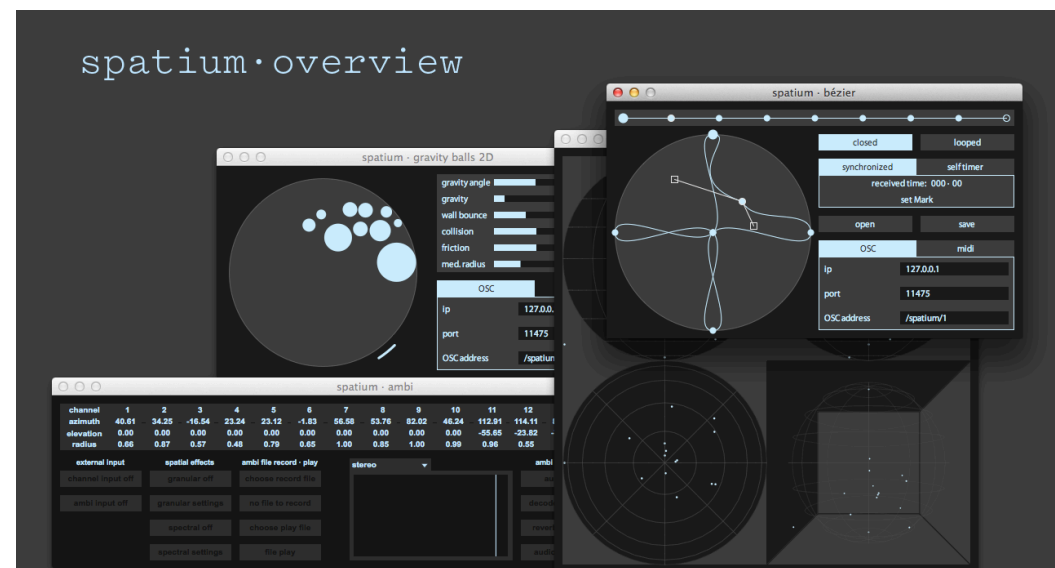 spatium·overview
spatium · bézier
closed looped
synchronized self timer
received time: 000 - 00
set Mark
open save
OSC midi
ip 127.0.0.1
port 11475
OSC address /spatium/1
spatium · gravity balls 2D
gravity angle
gravity
wall bounce
collision
friction
med. radius
OSC
ip 127.0.0.
port 11475
OSC address /spatiun
spatium · ambi
channel 1 2 3 4 5 6 7 8 9 10 11 12
azimuth 40.61 34.25 -16.54 23.24 23.12 -1.83 56.58 53.76 82.02 46.24 -112.91 114.11
elevation 0.00 0.00 0.00 0.00 0.00 0.00 0.00 0.00 0.00 0.00 -55.65 -23.82
radius 0.66 0.87 0.57 0.48 0.79 0.65 1.00 0.85 1.00 0.99 0.96 0.55
external input spatial effects ambi file record · play stereo ambi
channel input off granular off choose record file au
ambi input off granular settings no file to record decod
spectral off choose play file rever
spectral settings file play audio